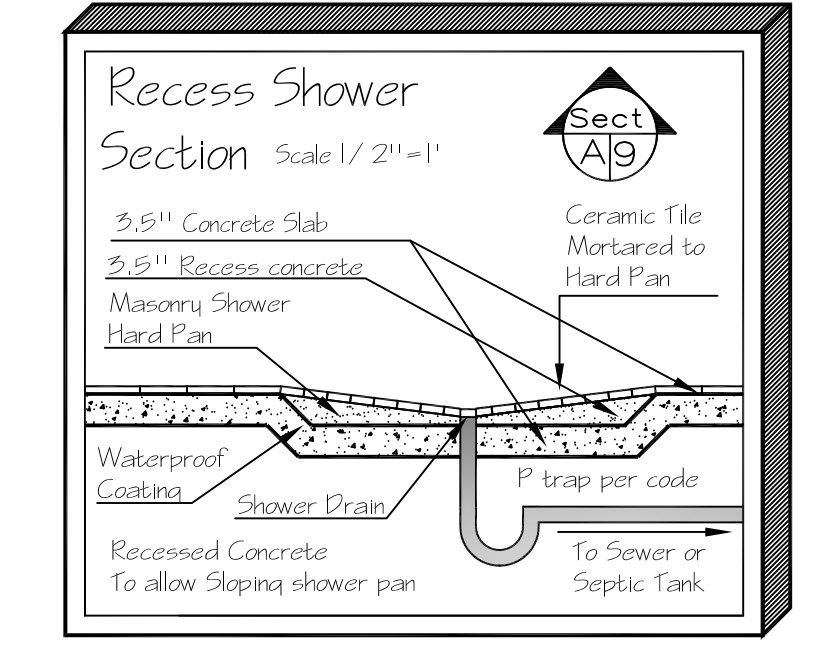 Recess Shower
Section Scale 1/ 2"=1'
Sect
A 9
3.5" Concrete Slab
3.5" Recess concrete
Masonry Shower
Hard Pan
Ceramic Tile
Mortared to
Hard Pan
Waterproof
Coating
Shower Drain
P trap per code
Recessed Concrete
To allow Sloping shower pan
To Sewer or
Septic Tank